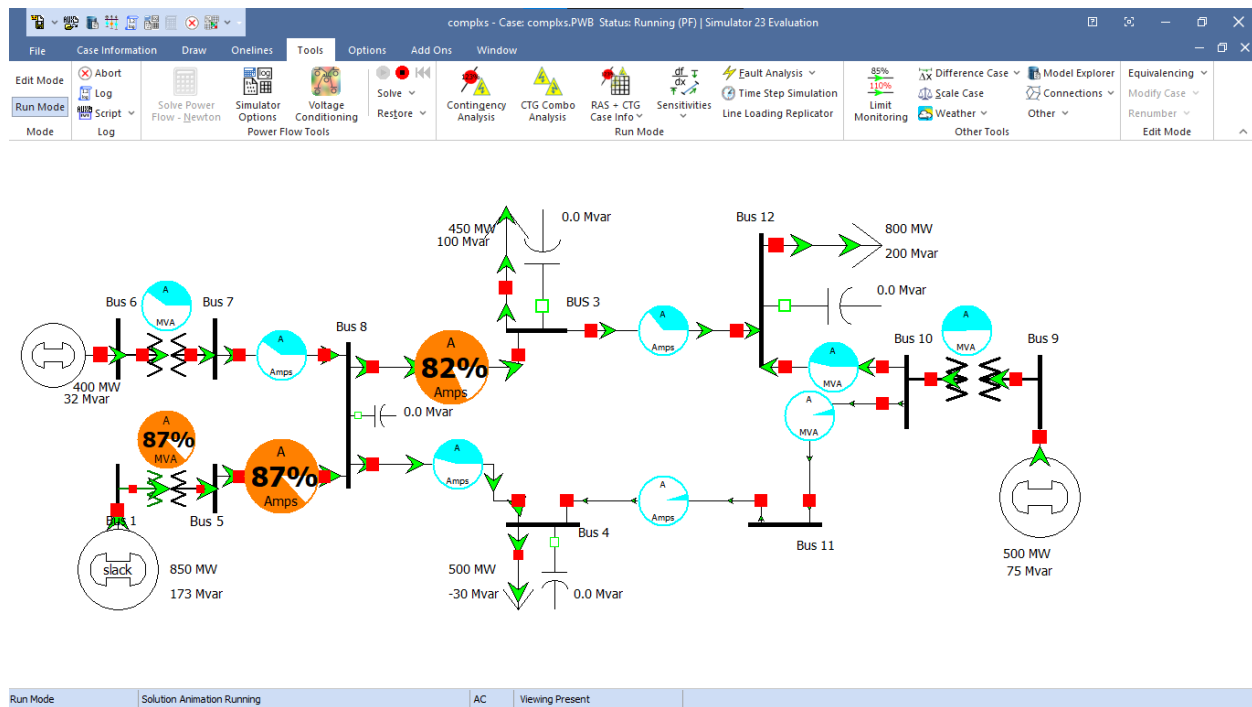 complxs - Case: complxs.PWB Status: Running (PF) | Simulator 23 Evaluation
File Case Information Draw Onelines Tools Options Add Ons Window
Edit Mode
Run Mode
Mode
Abort
Log
Script
Log
Solve Power
Flow - Newton
Simulator
Options
Voltage
Conditioning
Solve
Restore
Power Flow Tools
Contingency
Analysis
CTG Combo
Analysis
RAS + CTG
Case Info
Sensitivities
Fault Analysis
Time Step Simulation
Line Loading Replicator
Run Mode
85%
110%
Limit
Monitoring
Difference Case
Scale Case
Weather
Model Explorer
Connections
Other
Other Tools
Equivalencing
Modify Case
Renumber
Edit Mode
450 MW
100 Mvar
0.0 Mvar
Bus 12
800 MW
200 Mvar
0.0 Mvar
Bus 6
A
MVA
Bus 7
BUS 3
A
Amps
Bus 8
A
Amps
A
82%
Amps
400 MW
32 Mvar
0.0 Mvar
A
MVA
Bus 10
A
MVA
Bus 9
A
MVA
A
87%
MVA
A
87%
Amps
A
Amps
A
Amps
Bus 1
Bus 5
Bus 4
Bus 11
slack
850 MW
173 Mvar
500 MW
-30 Mvar
0.0 Mvar
500 MW
75 Mvar
Run Mode
Solution Animation Running
AC
Viewing Present